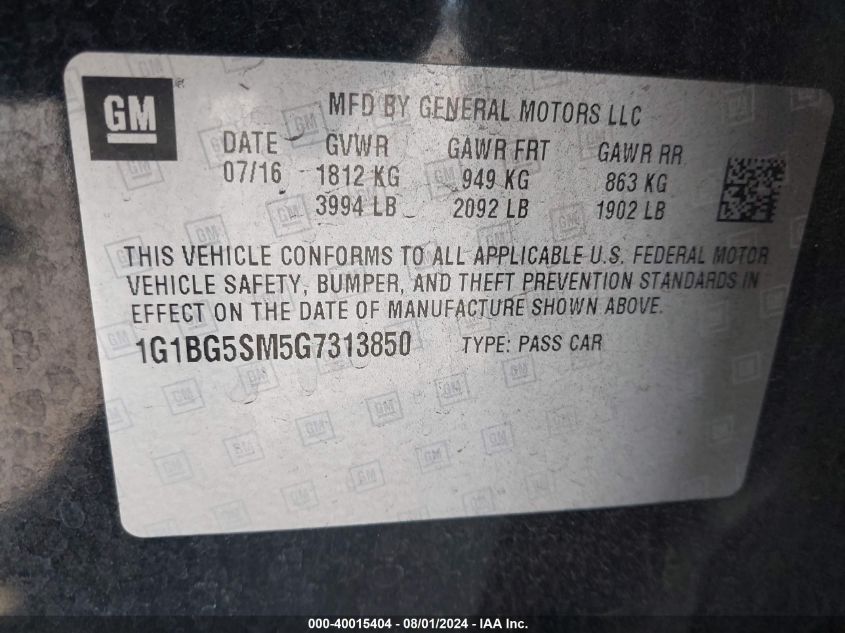 GM
MFD BY GENERAL MOTORS LLC
DATE GVWR GAWR FRT GAWR RR
07/16 1812 KG 949 KG 863 KG
3994 LB 2092 LB 1902 LB
THIS VEHICLE CONFORMS TO ALL APPLICABLE U.S. FEDERAL MOTOR
VEHICLE SAFETY, BUMPER, AND THEFT PREVENTION STANDARDS IN
EFFECT ON THE DATE OF MANUFACTURE SHOWN ABOVE.
1G1BG5SM5G7313850 TYPE: PASS CAR
000-40015404 - 08/01/2024 - IAA Inc.